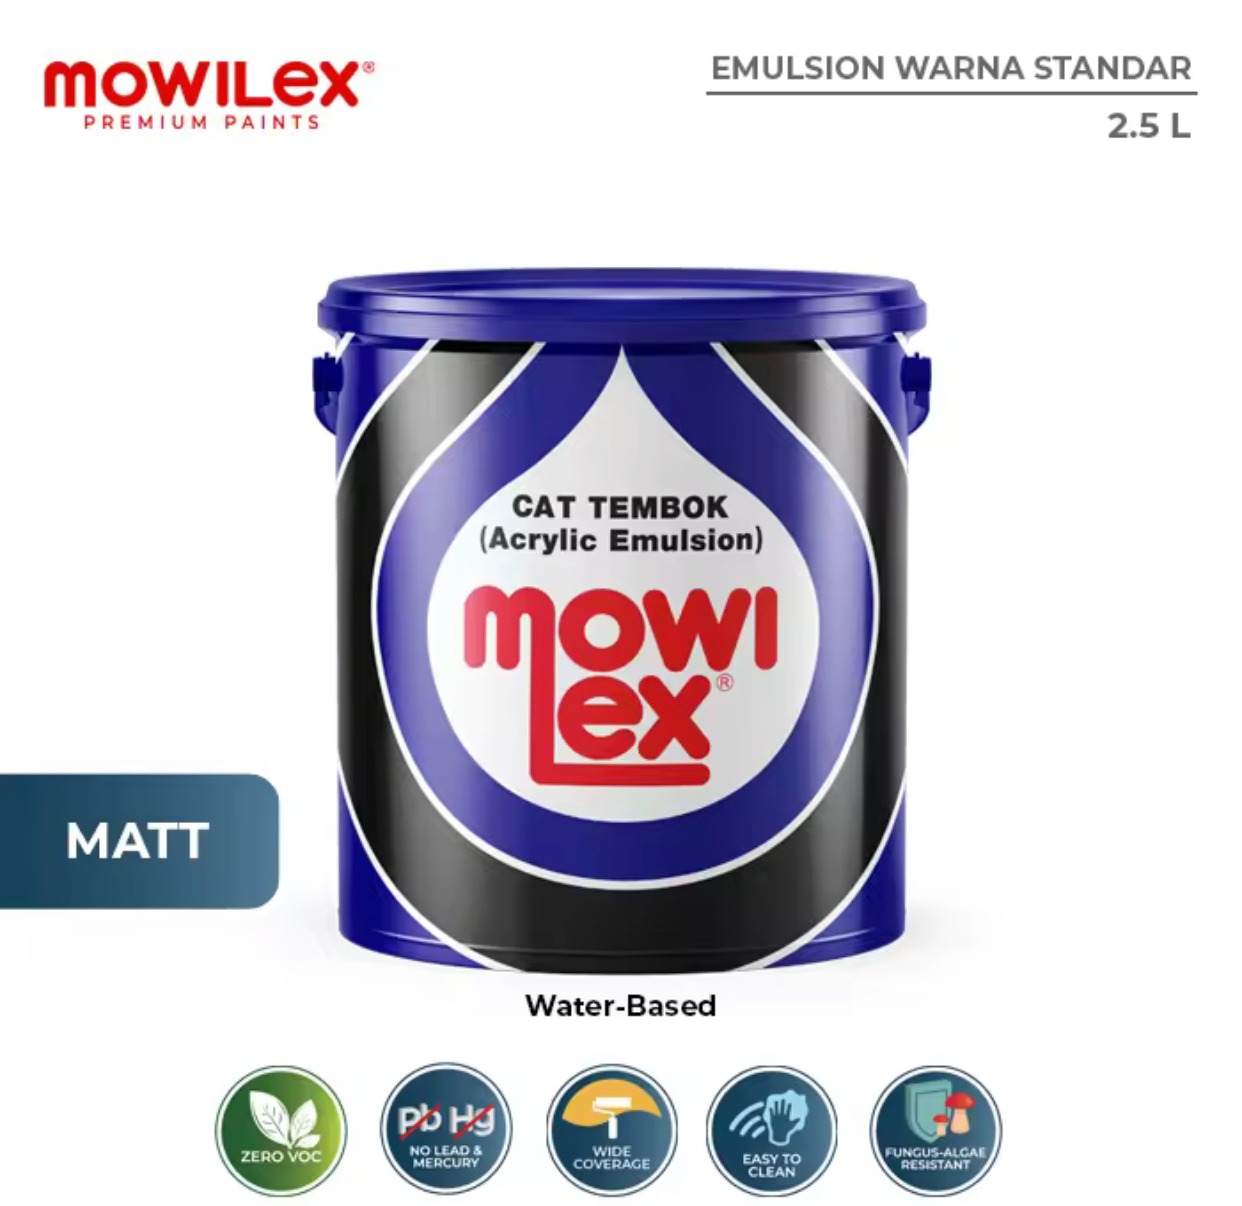 MOWILEX®
PREMIUM PAINTS
EMULSION WARNA STANDAR
2.5 L
CAT TEMBOK
(Acrylic Emulsion)
MOWI
LEX®
MATT
Water-Based
ZERO VOC
Pb Hg
NO LEAD &
MERCURY
WIDE
COVERAGE
EASY TO
CLEAN
FUNGUS-ALGAE
RESISTANT